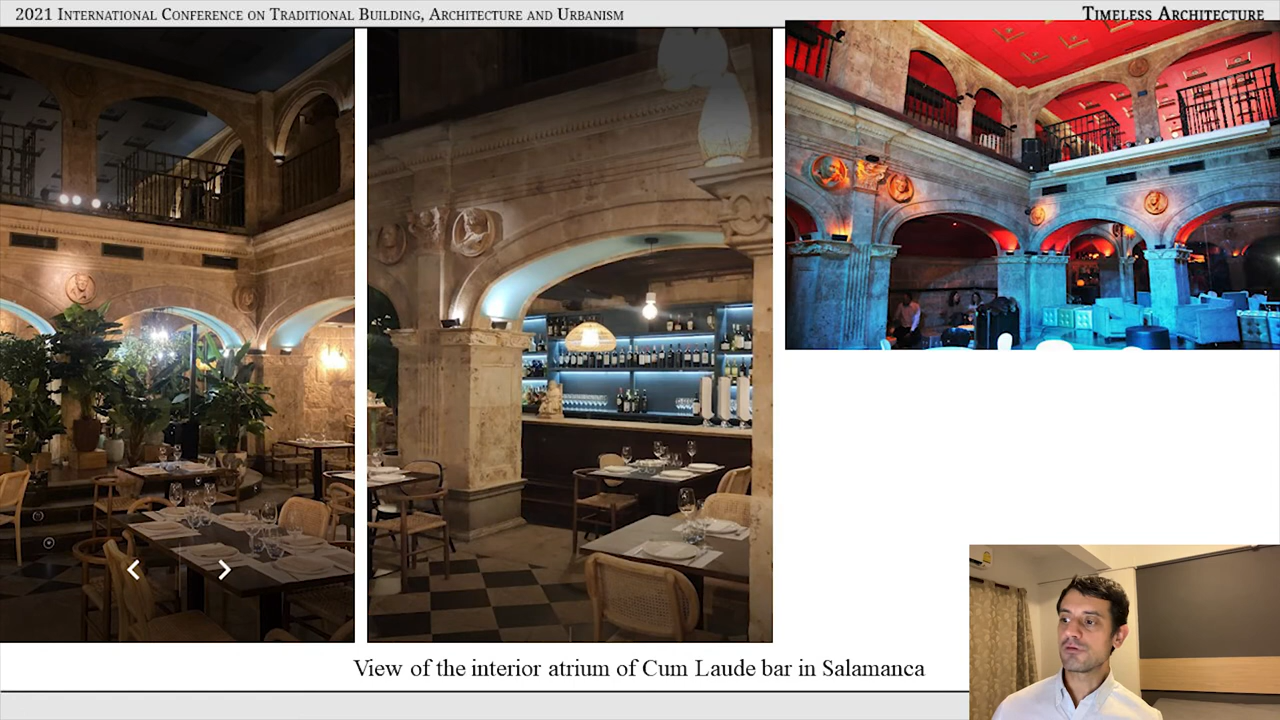 2021 International Conference on Traditional Building, Architecture and Urbanism
Timeless Architecture
View of the interior atrium of Cum Laude bar in Salamanca